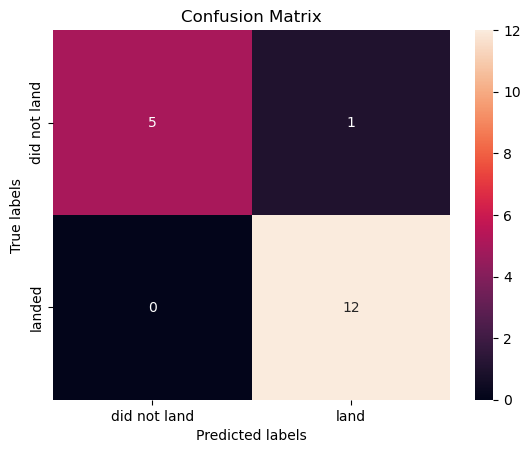 Confusion Matrix
True labels
did not land
landed
5
1
0
12
did not land
land
Predicted labels
12
10
8
6
4
2
0